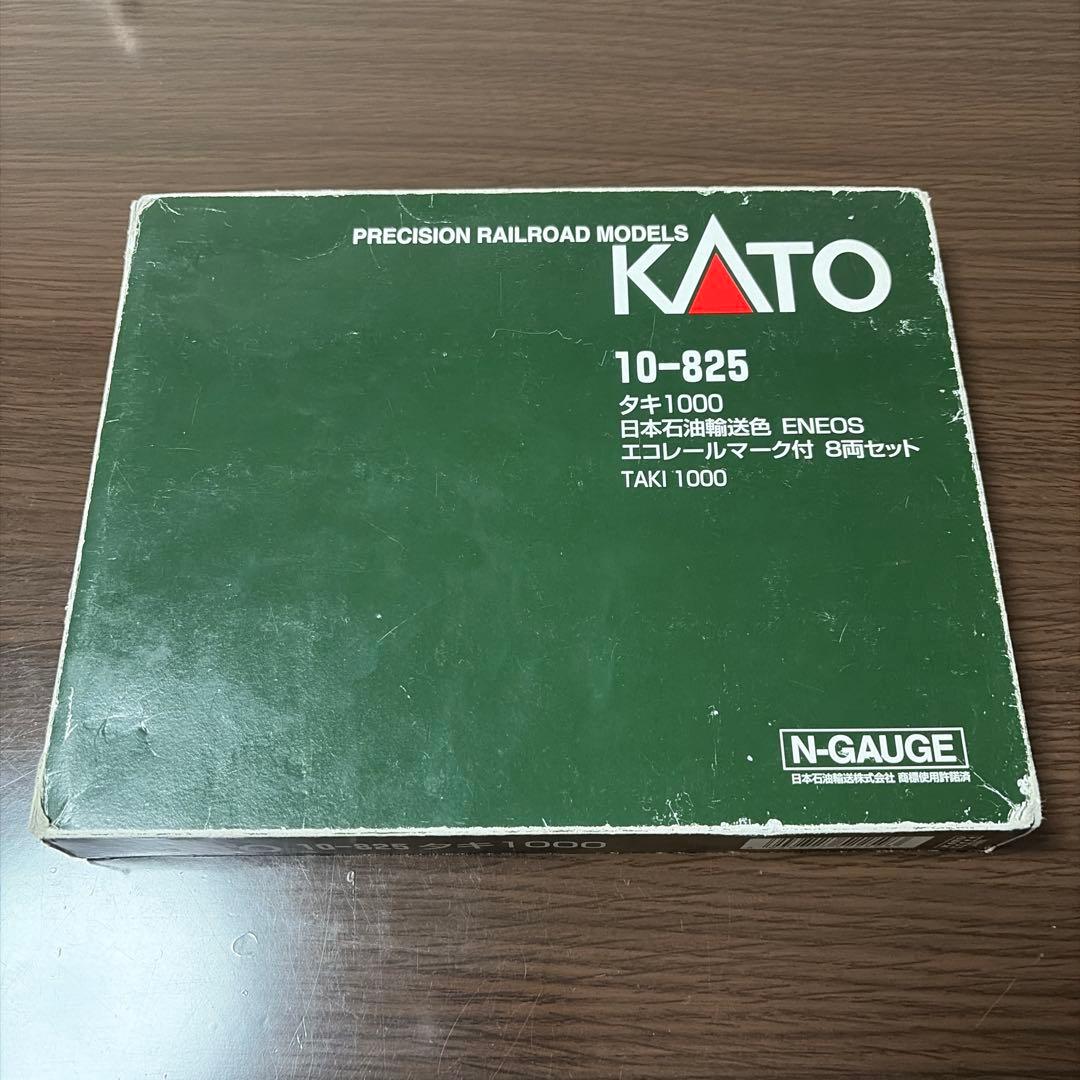 PRECISION RAILROAD MODELS
KATO
10-825
タキ1000
日本石油輸送色 ENEOS
エコレールマーク付 8両セット
TAKI 1000
N-GAUGE
日本石油輸送株式会社 商標使用許諾済
10-825 タキ1000